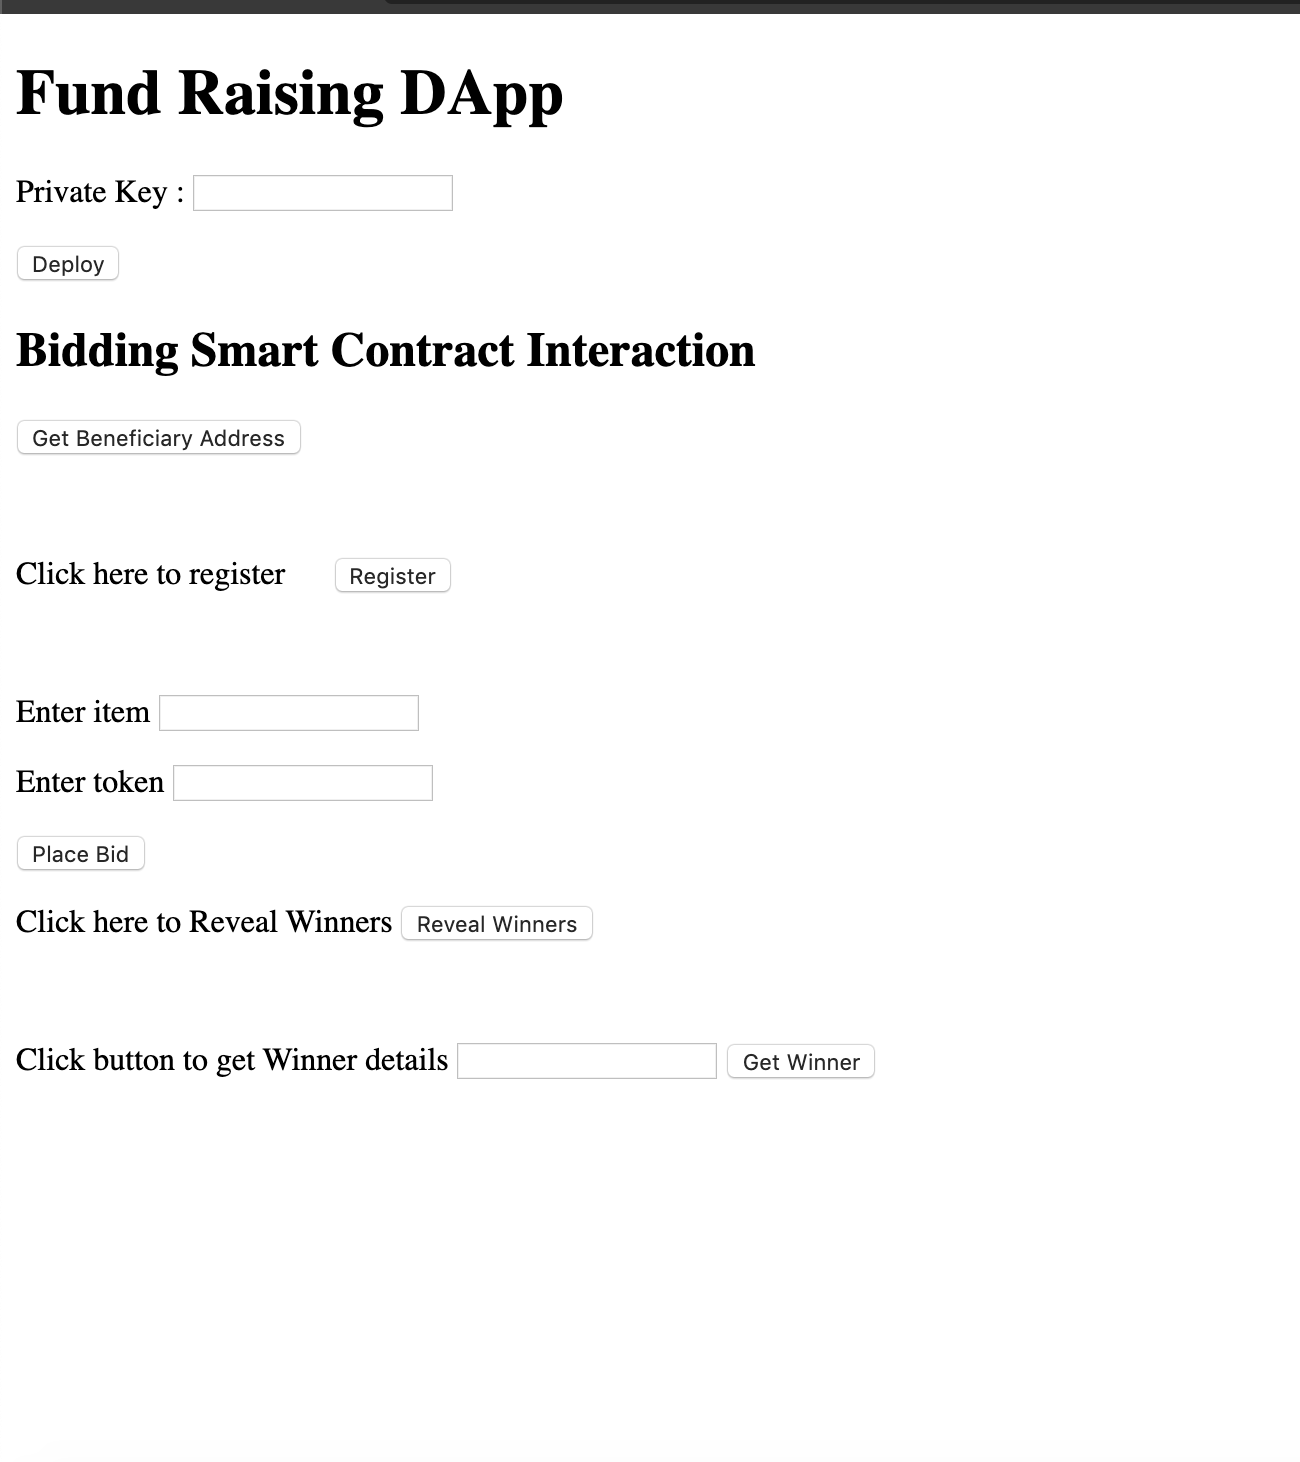 Fund Raising DApp
Private Key :
Deploy
Bidding Smart Contract Interaction
Get Beneficiary Address
Click here to register Register
Enter item
Enter token
Place Bid
Click here to Reveal Winners Reveal Winners
Click button to get Winner details Get Winner